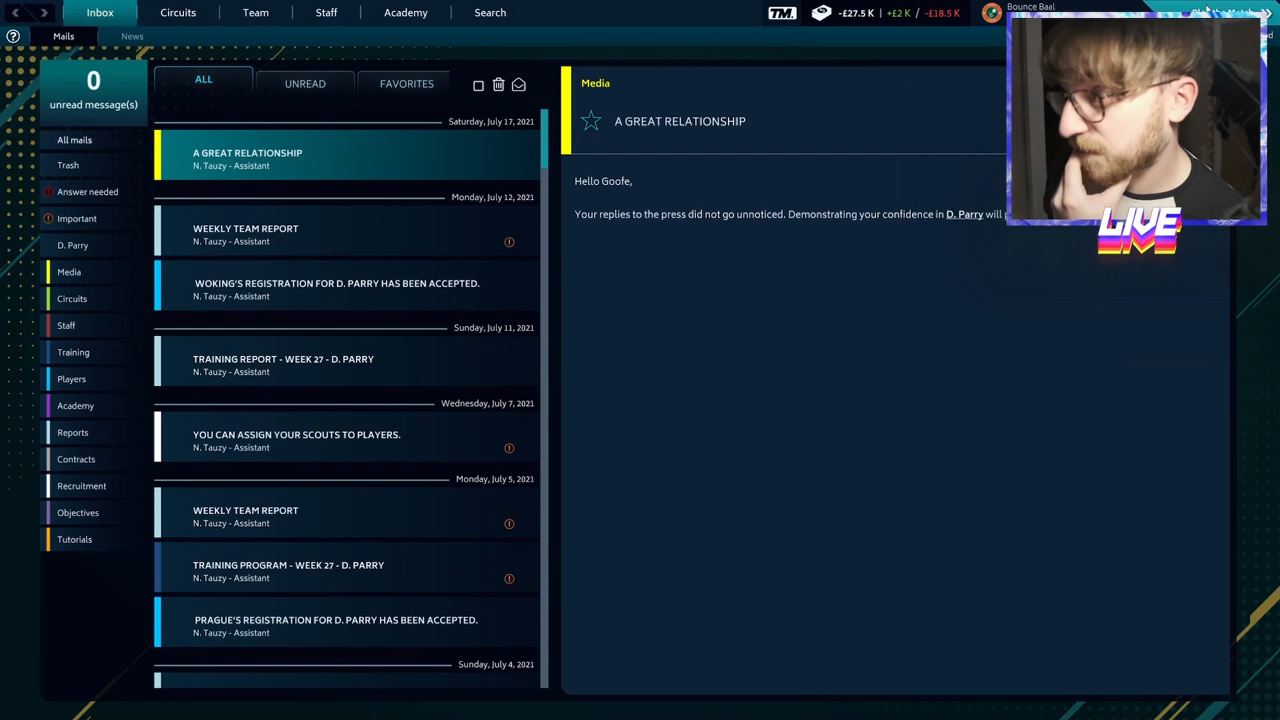 Inbox
Circuits
Team
Staff
Academy
Search
TM.
-£27.5 K | +£2 K / -£18.5 K
Bounce Baal
Mails
News
0
unread message(s)
All mails
Trash
Answer needed
Important
D. Parry
Media
Circuits
Staff
Training
Players
Academy
Reports
Contracts
Recruitment
Objectives
Tutorials
ALL
UNREAD
FAVORITES
Saturday, July 17, 2021
A GREAT RELATIONSHIP
N. Tauzy - Assistant
Monday, July 12, 2021
WEEKLY TEAM REPORT
N. Tauzy - Assistant
WOKING'S REGISTRATION FOR D. PARRY HAS BEEN ACCEPTED.
N. Tauzy - Assistant
Sunday, July 11, 2021
TRAINING REPORT - WEEK 27 - D. PARRY
N. Tauzy - Assistant
Wednesday, July 7, 2021
YOU CAN ASSIGN YOUR SCOUTS TO PLAYERS.
N. Tauzy - Assistant
Monday, July 5, 2021
WEEKLY TEAM REPORT
N. Tauzy - Assistant
TRAINING PROGRAM - WEEK 27 - D. PARRY
N. Tauzy - Assistant
PRAGUE'S REGISTRATION FOR D. PARRY HAS BEEN ACCEPTED.
N. Tauzy - Assistant
Sunday, July 4, 2021
Media
A GREAT RELATIONSHIP
Hello Goofe,
Your replies to the press did not go unnoticed. Demonstrating your confidence in D. Parry will
LIVE